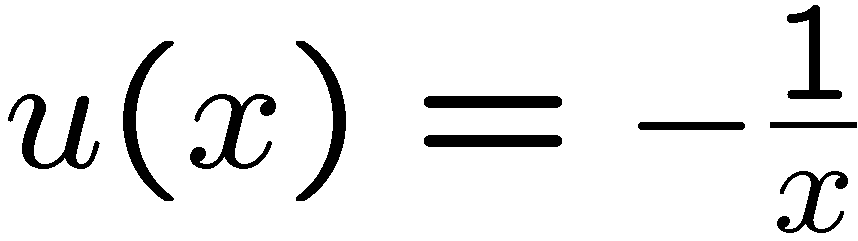 u(x) = -\frac{1}{x}